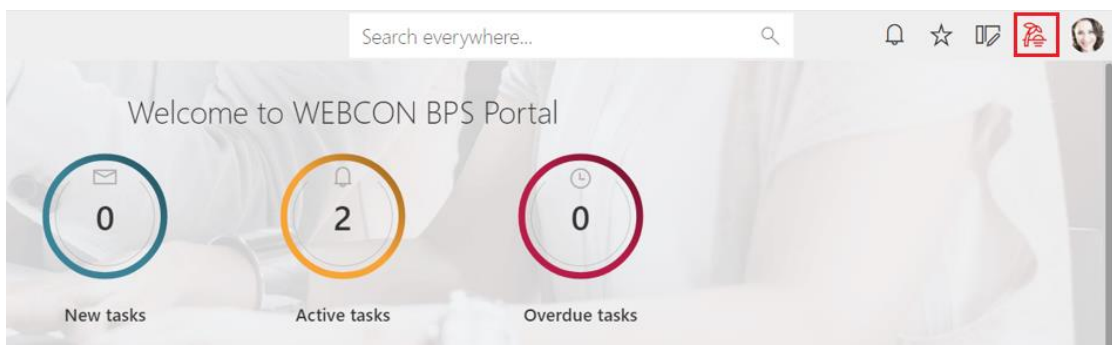 Search everywhere...
Welcome to WEBCON BPS Portal
0
2
0
New tasks
Active tasks
Overdue tasks